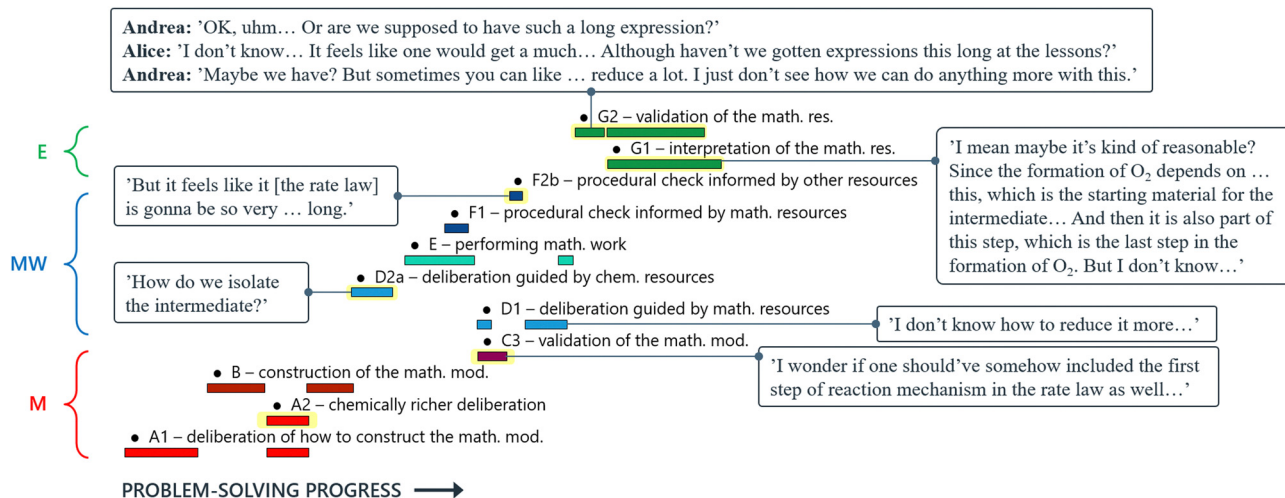 Andrea: ’OK, uhm… Or are we supposed to have such a long expression?’
Alice: ’I don’t know… It feels like one would get a much… Although haven’t we gotten expressions this long at the lessons?’
Andrea: ’Maybe we have? But sometimes you can like … reduce a lot. I just don’t see how we can do anything more with this.’
● G2 – validation of the math. res.
E
● G1 – interpretation of the math. res.
’I mean maybe it’s kind of reasonable?
Since the formation of O₂ depends on …
this, which is the starting material for the
intermediate… And then it is also part of
this step, which is the last step in the
formation of O₂. But I don’t know…’
● F2b – procedural check informed by other resources
’But it feels like it [the rate law]
is gonna be so very … long.’
● F1 – procedural check informed by math. resources
MW
● E – performing math. work
● D2a – deliberation guided by chem. resources
’How do we isolate
the intermediate?’
● D1 – deliberation guided by math. resources
’I don’t know how to reduce it more…’
● C3 – validation of the math. mod.
’I wonder if one should’ve somehow included the first
step of reaction mechanism in the rate law as well…’
● B – construction of the math. mod.
M
● A2 – chemically richer deliberation
● A1 – deliberation of how to construct the math. mod.
PROBLEM-SOLVING PROGRESS